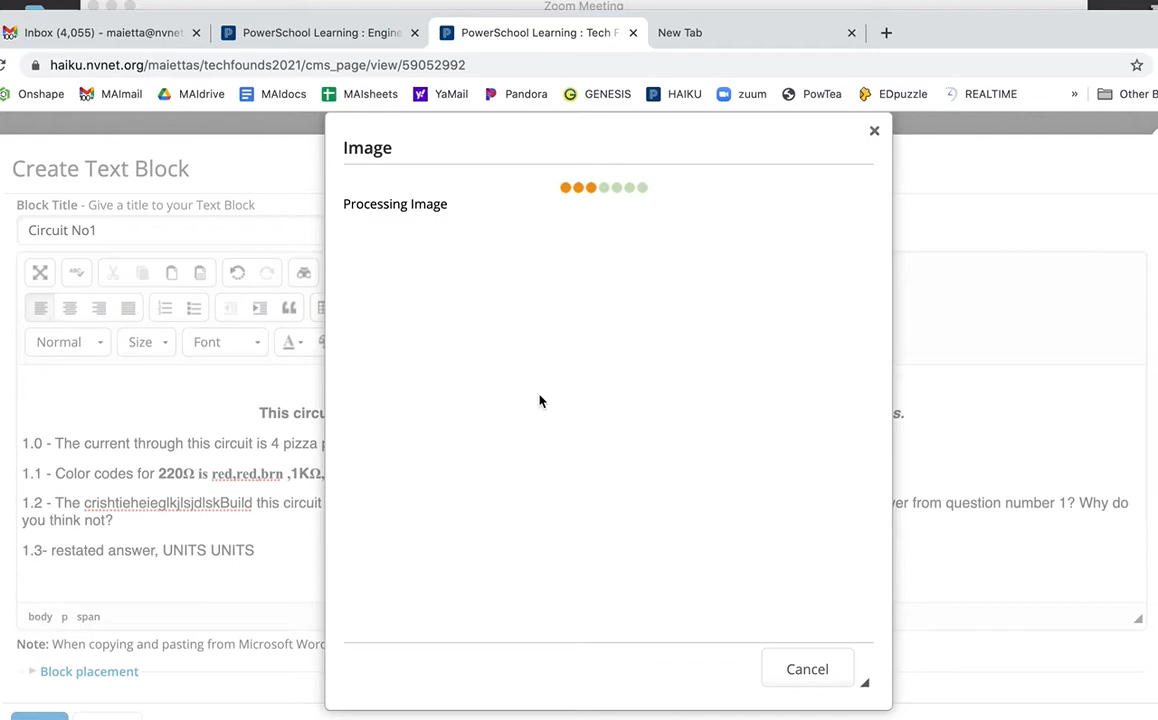 Zoom Meeting
Inbox (4,055) - maietta@nvnet
PowerSchool Learning : Engine
PowerSchool Learning : Tech F
New Tab
haiku.nvnet.org/maiettas/techfounds2021/cms_page/view/59052992
Onshape MAImail MAIdrive MAIdocs MAIsheets YaMail Pandora GENESIS HAIKU zuum PowTea EDpuzzle REALTIME » Other B
Image
Processing Image
Create Text Block
Block Title - Give a title to your Text Block
Circuit No1
Normal Size Font A
This circu s.
1.0 - The current through this circuit is 4 pizza p
1.1 - Color codes for 220Ω is red,red,brn ,1KΩ,
1.2 - The crishtieheieglkjlsjdlskBuild this circuit er from question number 1? Why do
you think not?
1.3- restated answer, UNITS UNITS
body p span
Note: When copying and pasting from Microsoft Word
Block placement
Cancel